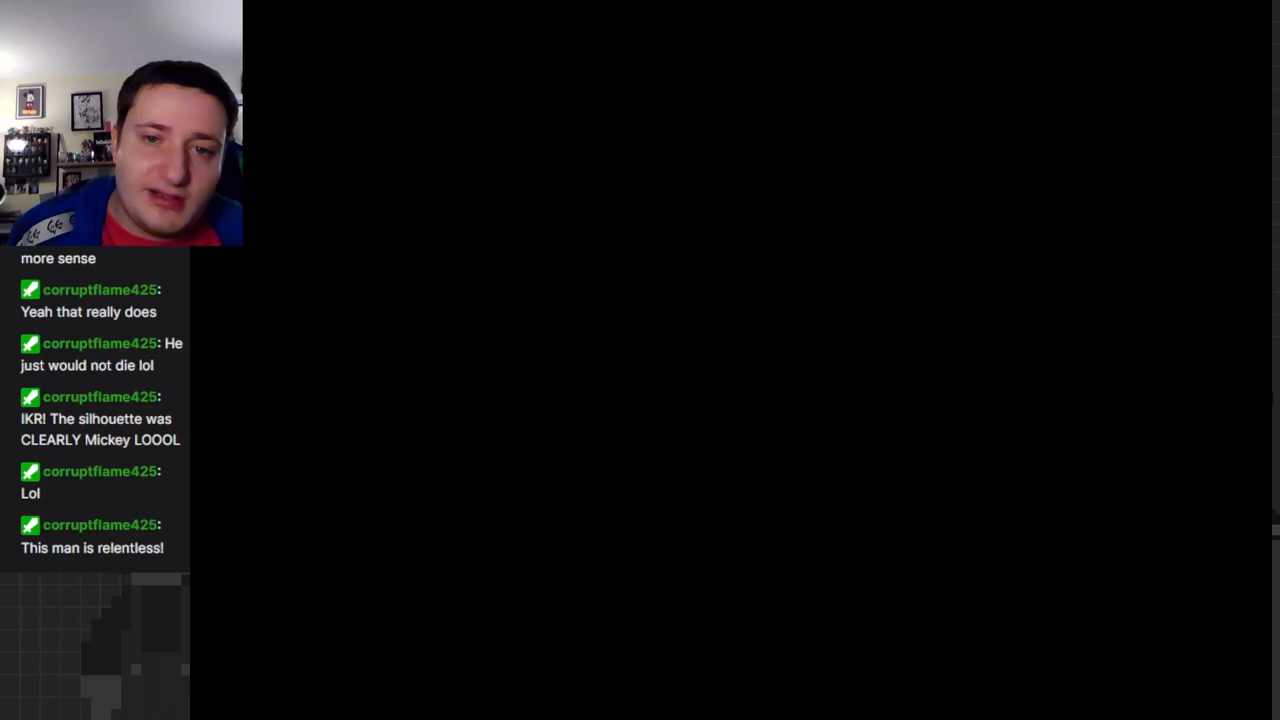 more sense
corruptflame425:
Yeah that really does
corruptflame425: He
just would not die lol
corruptflame425:
IKR! The silhouette was
CLEARLY Mickey LOOOL
corruptflame425:
Lol
corruptflame425:
This man is relentless!